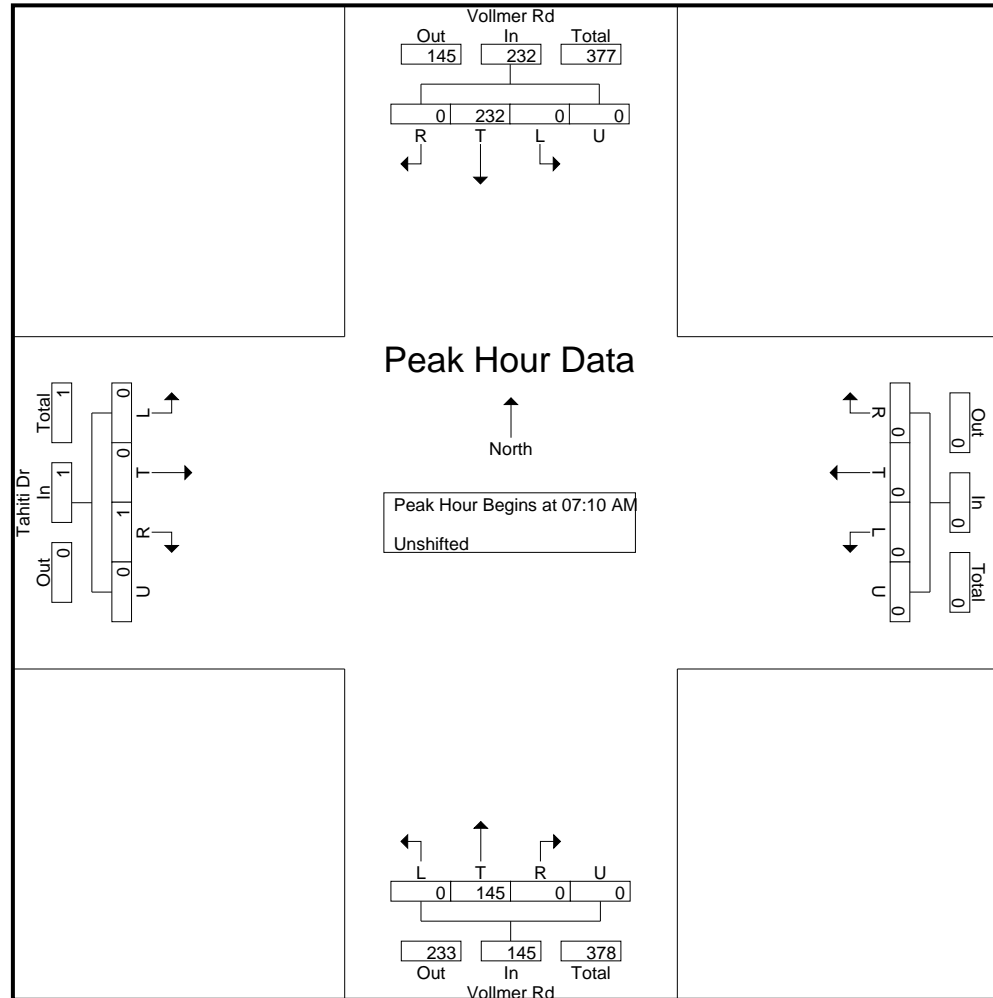 Vollmer Rd
Out In Total
145 232 377
0 232 0 0
R T L U
Peak Hour Data
North
Peak Hour Begins at 07:10 AM
Unshifted
Tahiti Dr
Total In Out
1 1 0
0 0 1 0
L T R U
R T L U
0 0 0 0
Out In Total
0 0 0
L T R U
0 145 0 0
233 145 378
Out In Total
Vollmer Rd